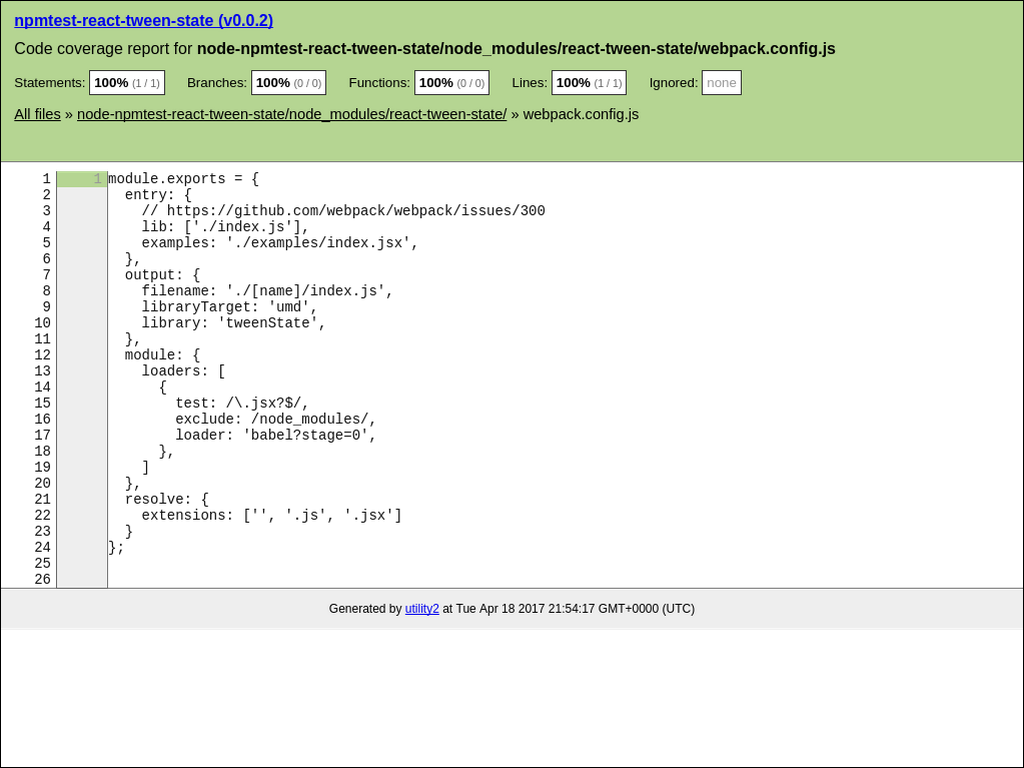 npmtest-react-tween-state (v0.0.2)
Code coverage report for node-npmtest-react-tween-state/node_modules/react-tween-state/webpack.config.js
Statements: 100% (1 / 1) Branches: 100% (0 / 0) Functions: 100% (0 / 0) Lines: 100% (1 / 1) Ignored: none
All files » node-npmtest-react-tween-state/node_modules/react-tween-state/ » webpack.config.js
1 1 module.exports = {
2   entry: {
3     // https://github.com/webpack/webpack/issues/300
4     lib: ['./index.js'],
5     examples: './examples/index.jsx',
6   },
7   output: {
8     filename: './[name]/index.js',
9     libraryTarget: 'umd',
10     library: 'tweenState',
11   },
12   module: {
13     loaders: [
14       {
15         test: /\.jsx?$/,
16         exclude: /node_modules/,
17         loader: 'babel?stage=0',
18       },
19     ]
20   },
21   resolve: {
22     extensions: ['', '.js', '.jsx']
23   }
24 };
25
26
Generated by utility2 at Tue Apr 18 2017 21:54:17 GMT+0000 (UTC)